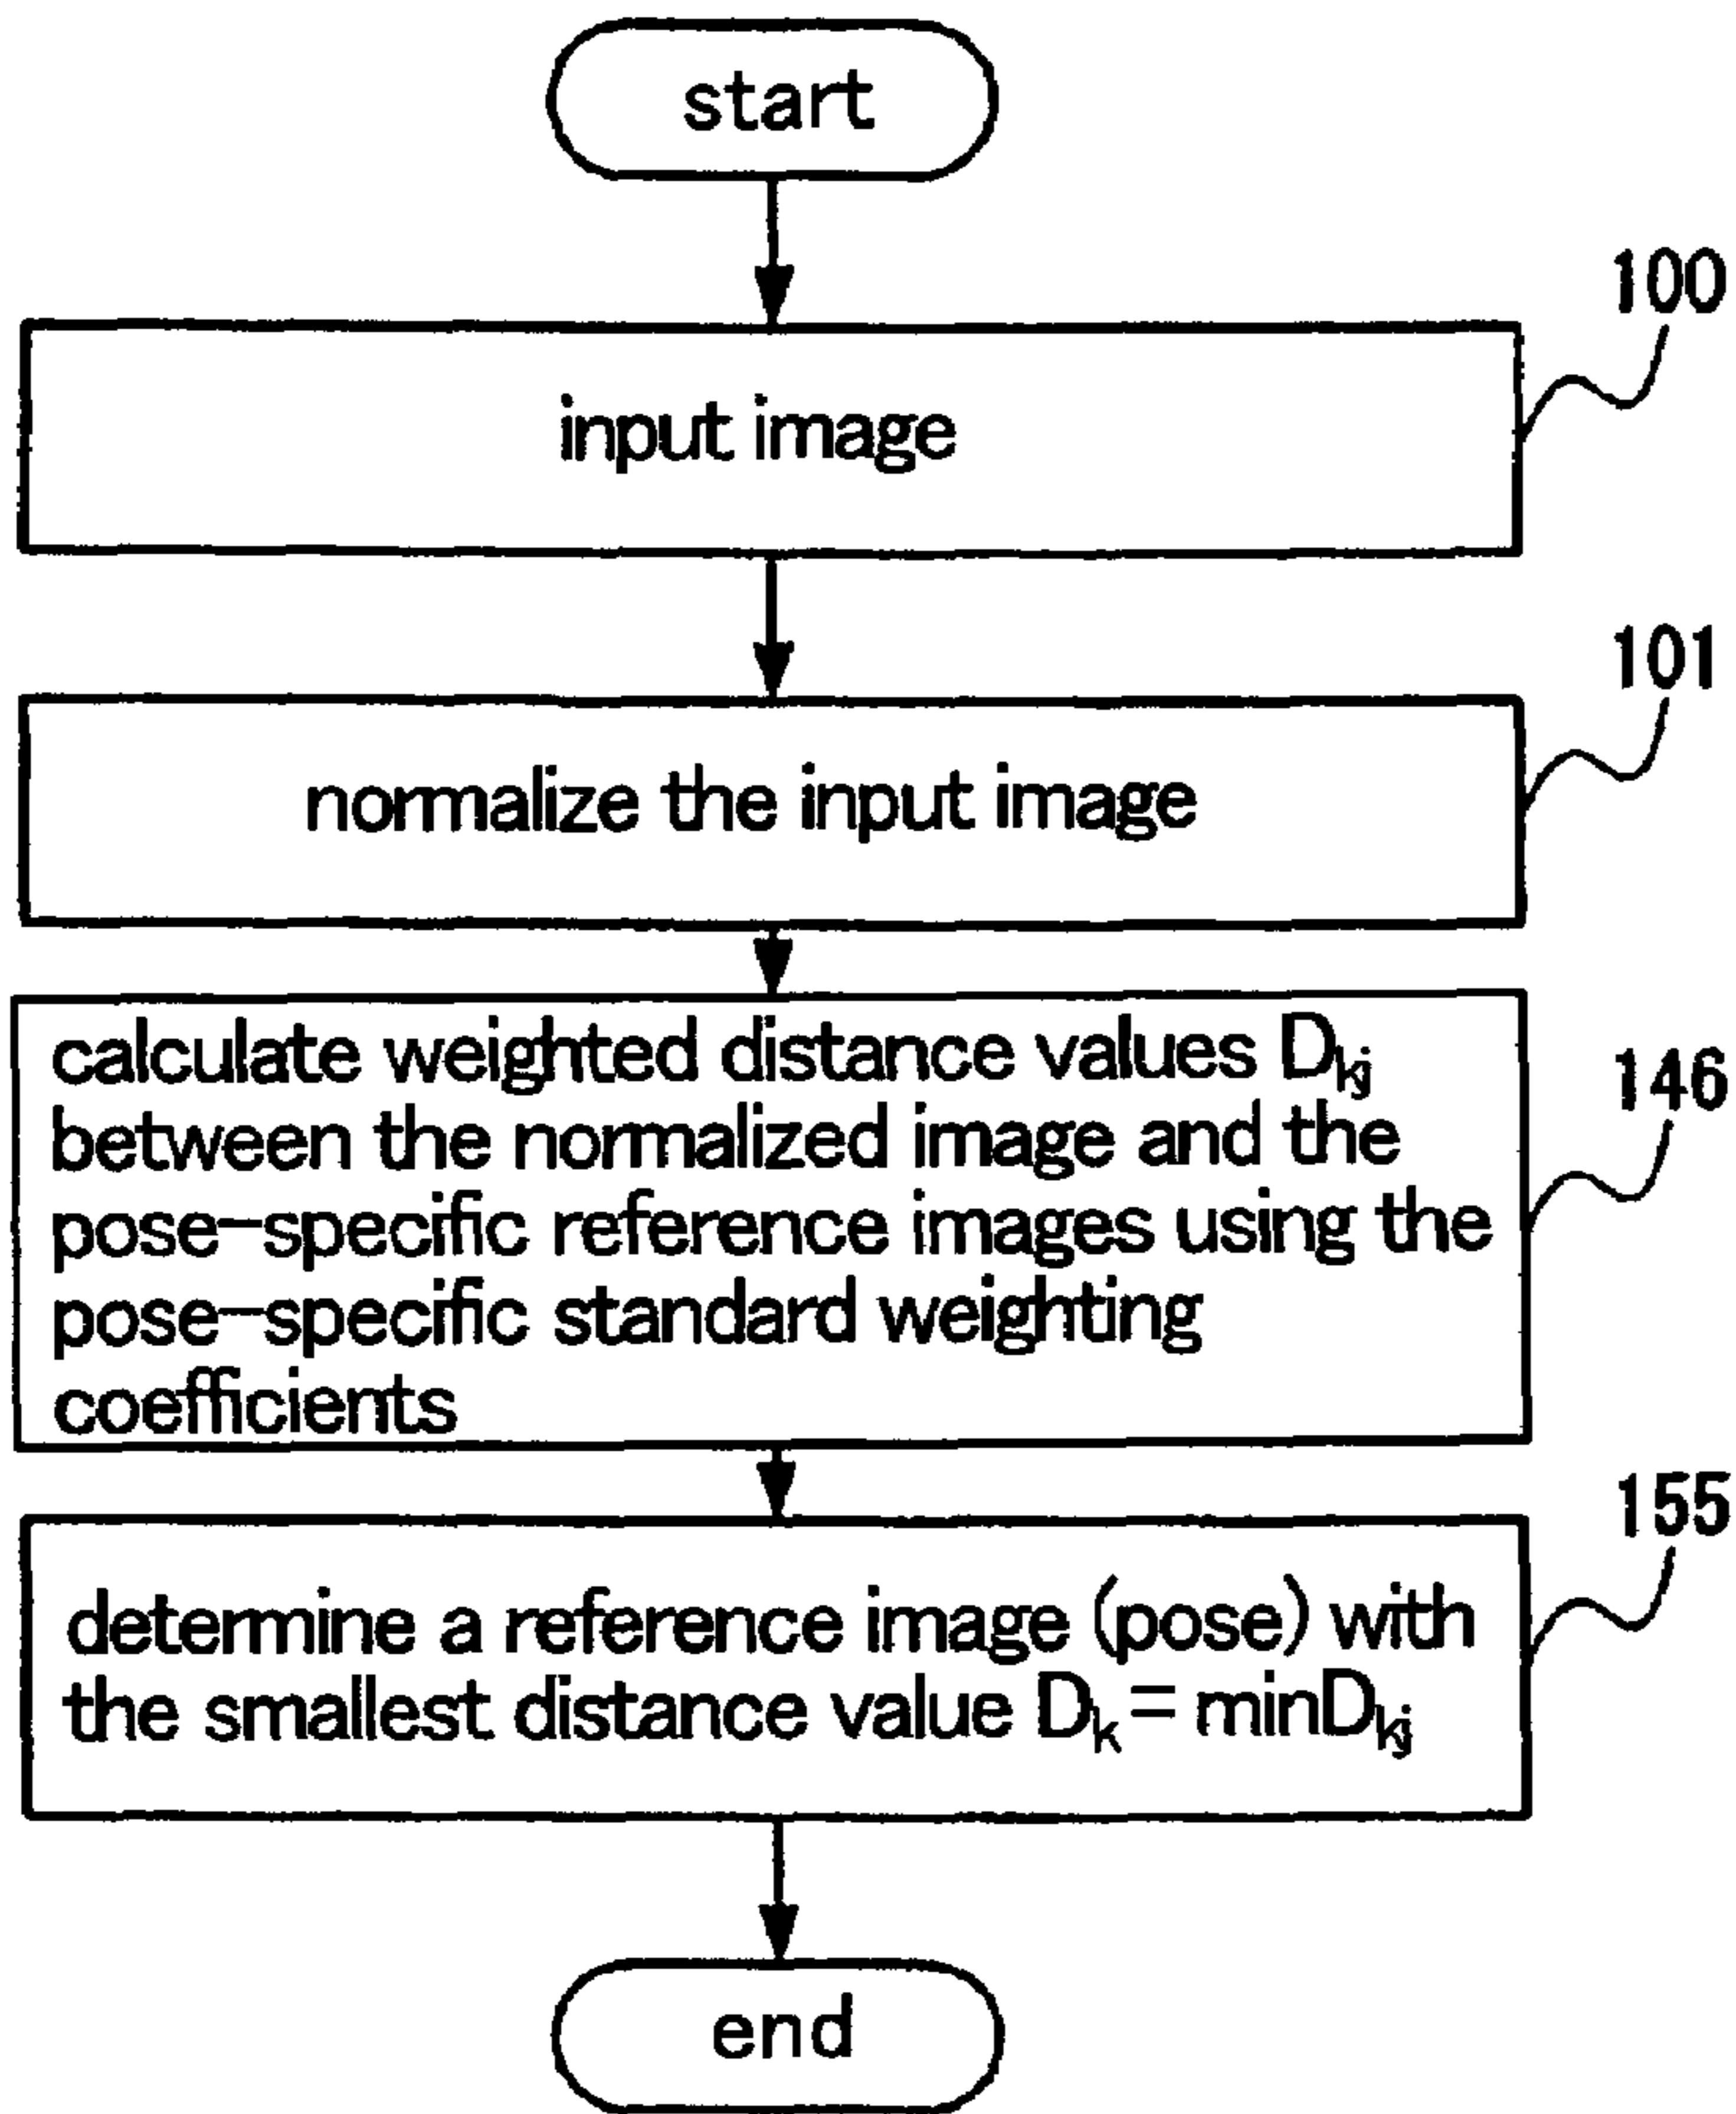 start
100
input image
101
normalize the input image
146
calculate weighted distance values Dkj
between the normalized image and the
pose-specific reference images using the
pose-specific standard weighting
coefficients
155
determine a reference image (pose) with
the smallest distance value Dk = minDkj
end